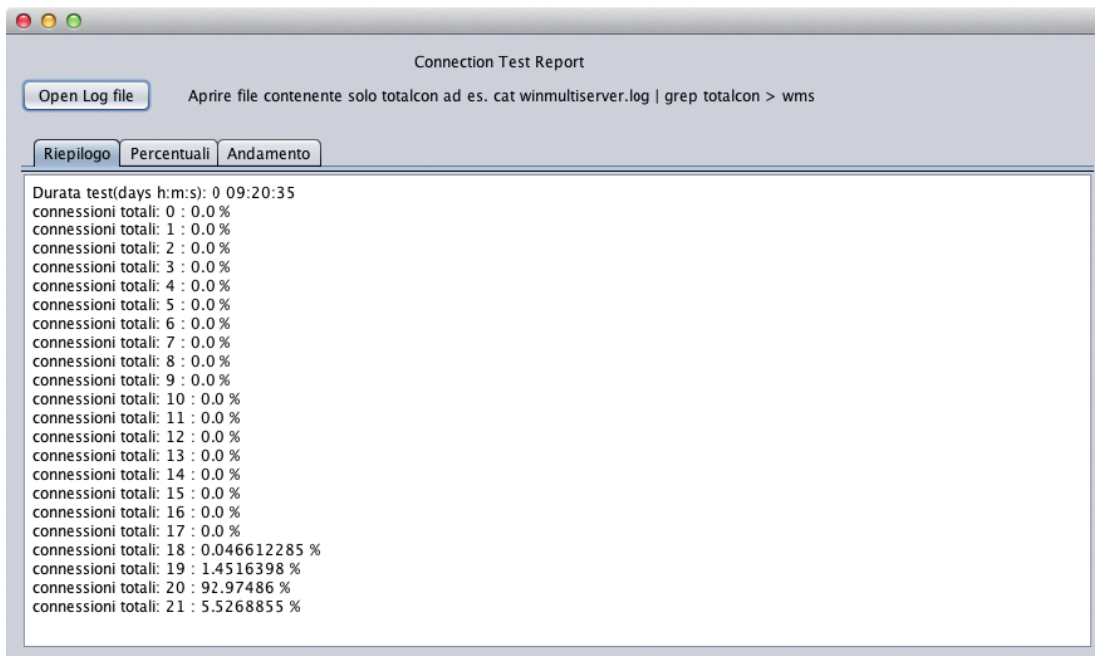 Connection Test Report
Open Log file
Aprire file contenente solo totalcon ad es. cat winmultiserver.log | grep totalcon > wms
Riepilogo
Percentuali
Andamento
Durata test(days h:m:s): 0 09:20:35
connessioni totali: 0 : 0.0 %
connessioni totali: 1 : 0.0 %
connessioni totali: 2 : 0.0 %
connessioni totali: 3 : 0.0 %
connessioni totali: 4 : 0.0 %
connessioni totali: 5 : 0.0 %
connessioni totali: 6 : 0.0 %
connessioni totali: 7 : 0.0 %
connessioni totali: 8 : 0.0 %
connessioni totali: 9 : 0.0 %
connessioni totali: 10 : 0.0 %
connessioni totali: 11 : 0.0 %
connessioni totali: 12 : 0.0 %
connessioni totali: 13 : 0.0 %
connessioni totali: 14 : 0.0 %
connessioni totali: 15 : 0.0 %
connessioni totali: 16 : 0.0 %
connessioni totali: 17 : 0.0 %
connessioni totali: 18 : 0.046612285 %
connessioni totali: 19 : 1.4516398 %
connessioni totali: 20 : 92.97486 %
connessioni totali: 21 : 5.5268855 %